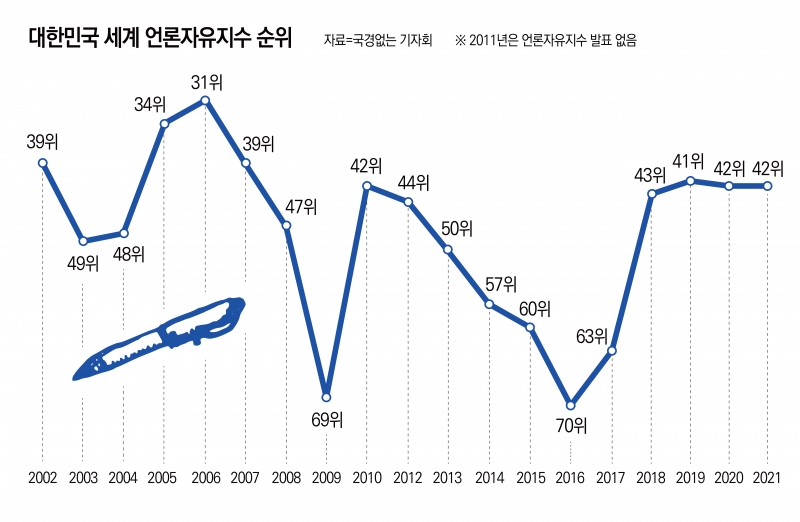 대한민국 세계 언론자유지수 순위 자료=국경없는 기자회 ※ 2011년은 언론자유지수 발표 없음
39위
49위
48위
34위
31위
39위
47위
69위
42위
44위
50위
57위
60위
70위
63위
43위
41위
42위
42위
2002 2003 2004 2005 2006 2007 2008 2009 2010 2012 2013 2014 2015 2016 2017 2018 2019 2020 2021